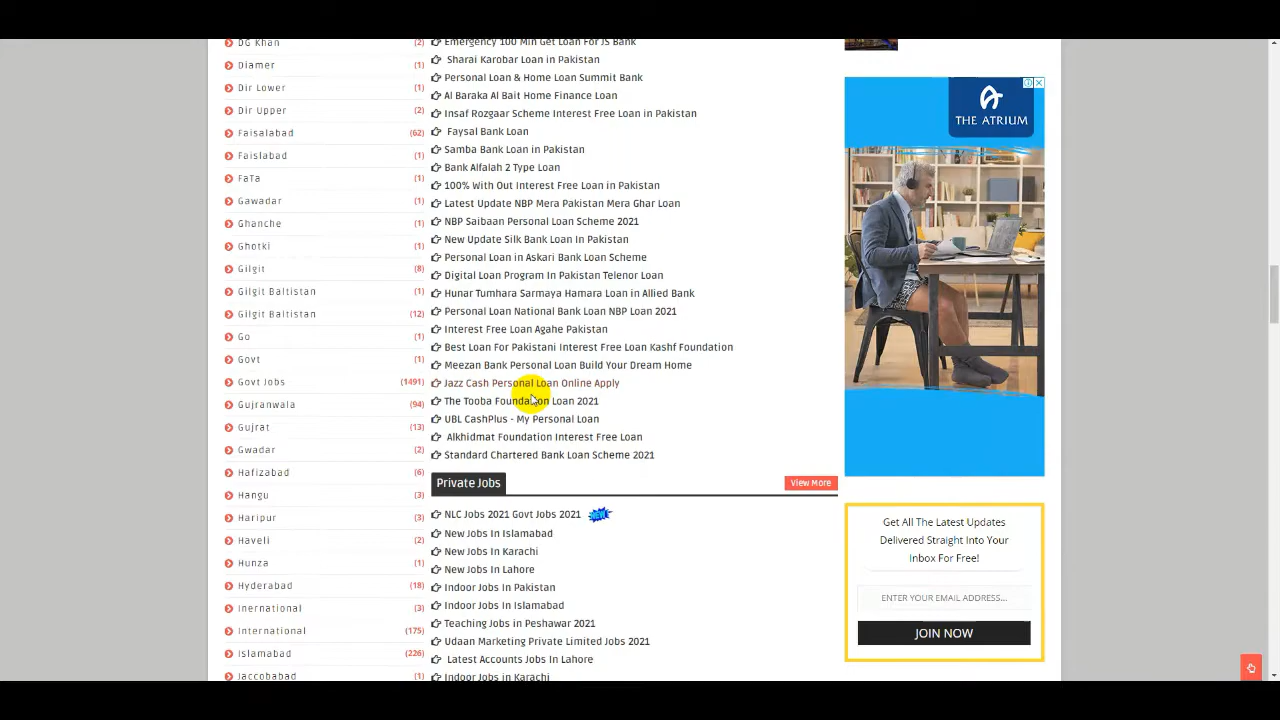 DG Khan (2)
Diamer (1)
Dir Lower (1)
Dir Upper (2)
Faisalabad (62)
Faislabad (1)
FaTa (1)
Gawadar (1)
Ghanche (1)
Ghotki (1)
Gilgit (8)
Gilgit Baltistan (1)
Gilgit Baltistan (12)
Go (1)
Govt (1)
Govt Jobs (1491)
Gujranwala (94)
Gujrat (13)
Gwadar (2)
Hafizabad (6)
Hangu (3)
Haripur (3)
Haveli (2)
Hunza (1)
Hyderabad (18)
Inernational (3)
International (175)
Islamabad (226)
Jaccobabad (1)
Emergency 100 Min Get Loan For JS Bank
Sharai Karobar Loan in Pakistan
Personal Loan & Home Loan Summit Bank
Al Baraka Al Bait Home Finance Loan
Insaf Rozgaar Scheme Interest Free Loan in Pakistan
Faysal Bank Loan
Samba Bank Loan in Pakistan
Bank Alfalah 2 Type Loan
100% With Out Interest Free Loan in Pakistan
Latest Update NBP Mera Pakistan Mera Ghar Loan
NBP Saibaan Personal Loan Scheme 2021
New Update Silk Bank Loan In Pakistan
Personal Loan in Askari Bank Loan Scheme
Digital Loan Program In Pakistan Telenor Loan
Hunar Tumhara Sarmaya Hamara Loan in Allied Bank
Personal Loan National Bank Loan NBP Loan 2021
Interest Free Loan Agahe Pakistan
Best Loan For Pakistani Interest Free Loan Kashf Foundation
Meezan Bank Personal Loan Build Your Dream Home
Jazz Cash Personal Loan Online Apply
The Tooba Foundation Loan 2021
UBL CashPlus - My Personal Loan
Alkhidmat Foundation Interest Free Loan
Standard Chartered Bank Loan Scheme 2021
Private Jobs
View More
NLC Jobs 2021 Govt Jobs 2021 NEW
New Jobs In Islamabad
New Jobs In Karachi
New Jobs In Lahore
Indoor Jobs In Pakistan
Indoor Jobs In Islamabad
Teaching Jobs in Peshawar 2021
Udaan Marketing Private Limited Jobs 2021
Latest Accounts Jobs In Lahore
Indoor Jobs in Karachi
THE ATRIUM
Get All The Latest Updates
Delivered Straight Into Your
Inbox For Free!
ENTER YOUR EMAIL ADDRESS...
JOIN NOW